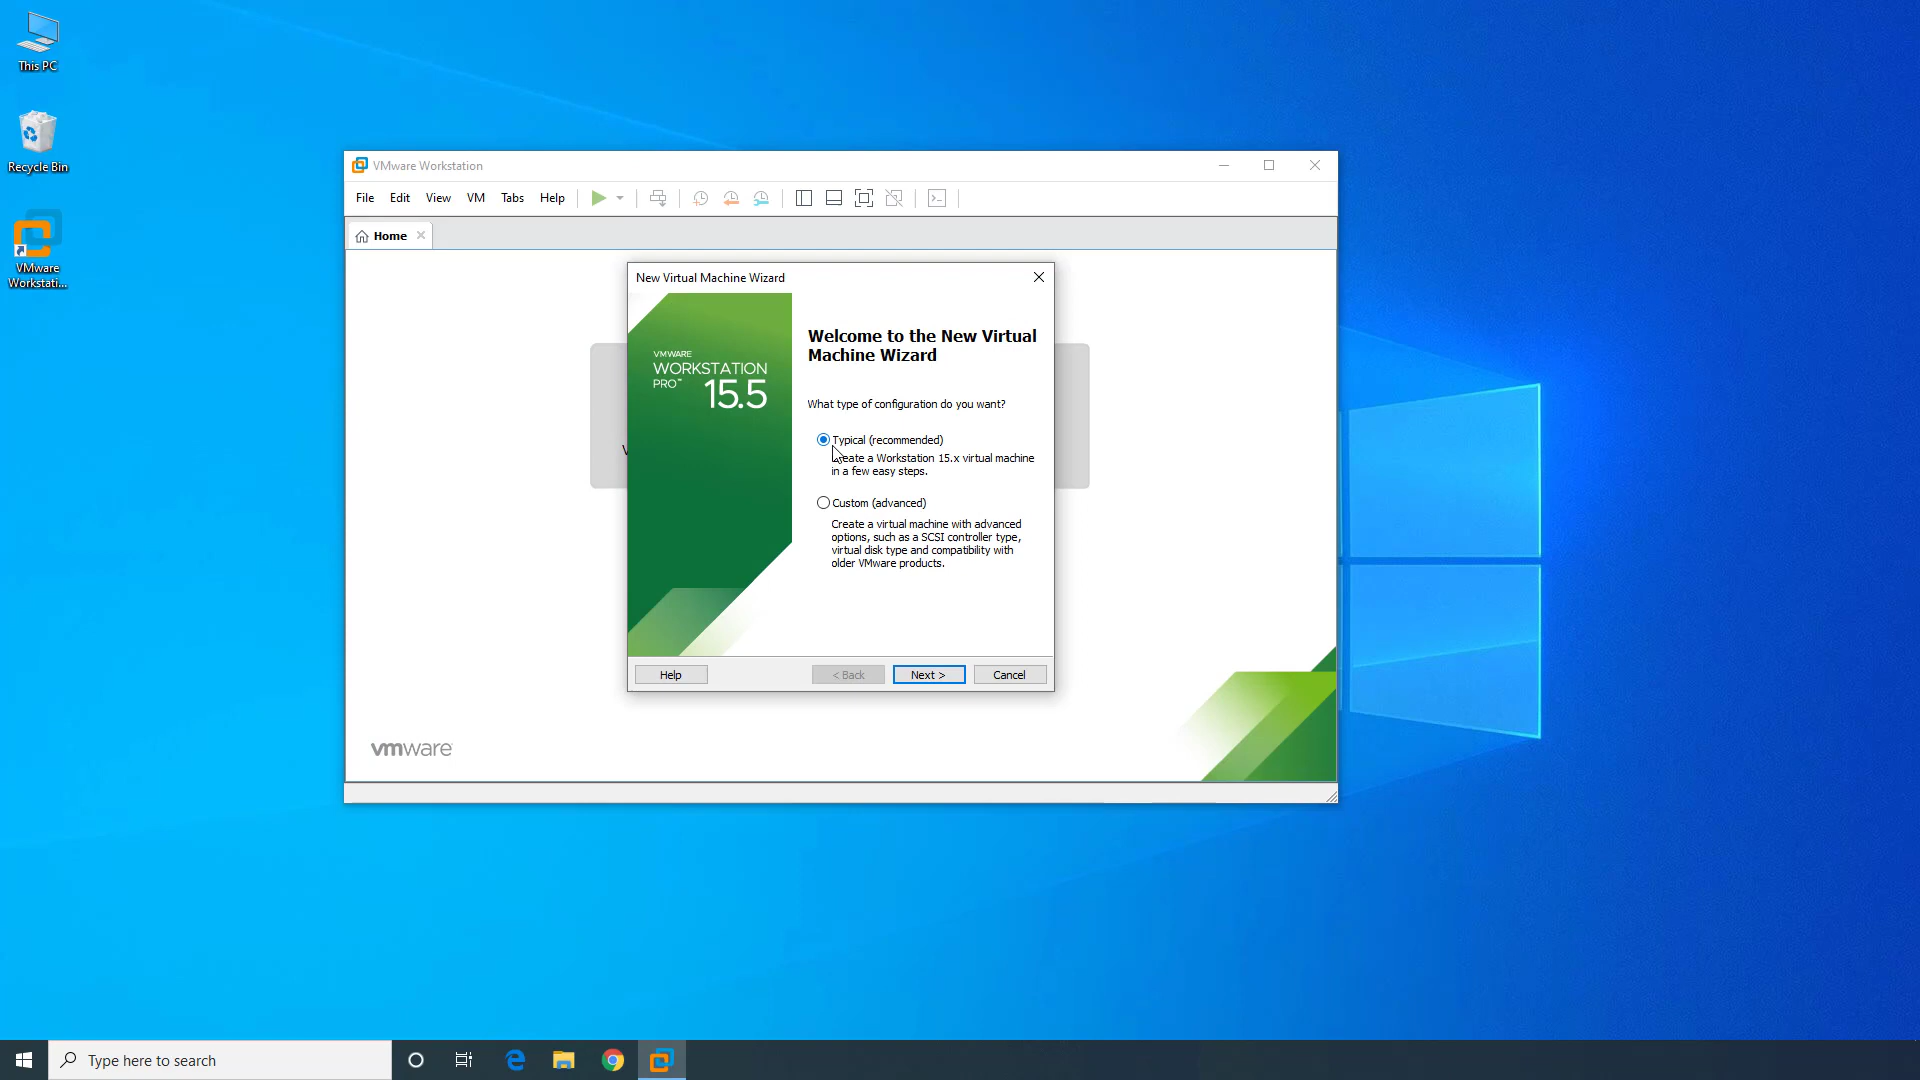 This PC
Recycle Bin
VMware
Workstati...
VMware Workstation
File Edit View VM Tabs Help
Home
New Virtual Machine Wizard
VMWARE
WORKSTATION
PRO™ 15.5
Welcome to the New Virtual
Machine Wizard
What type of configuration do you want?
Typical (recommended)
Create a Workstation 15.x virtual machine
in a few easy steps.
Custom (advanced)
Create a virtual machine with advanced
options, such as a SCSI controller type,
virtual disk type and compatibility with
older VMware products.
Help < Back Next > Cancel
vmware
Type here to search